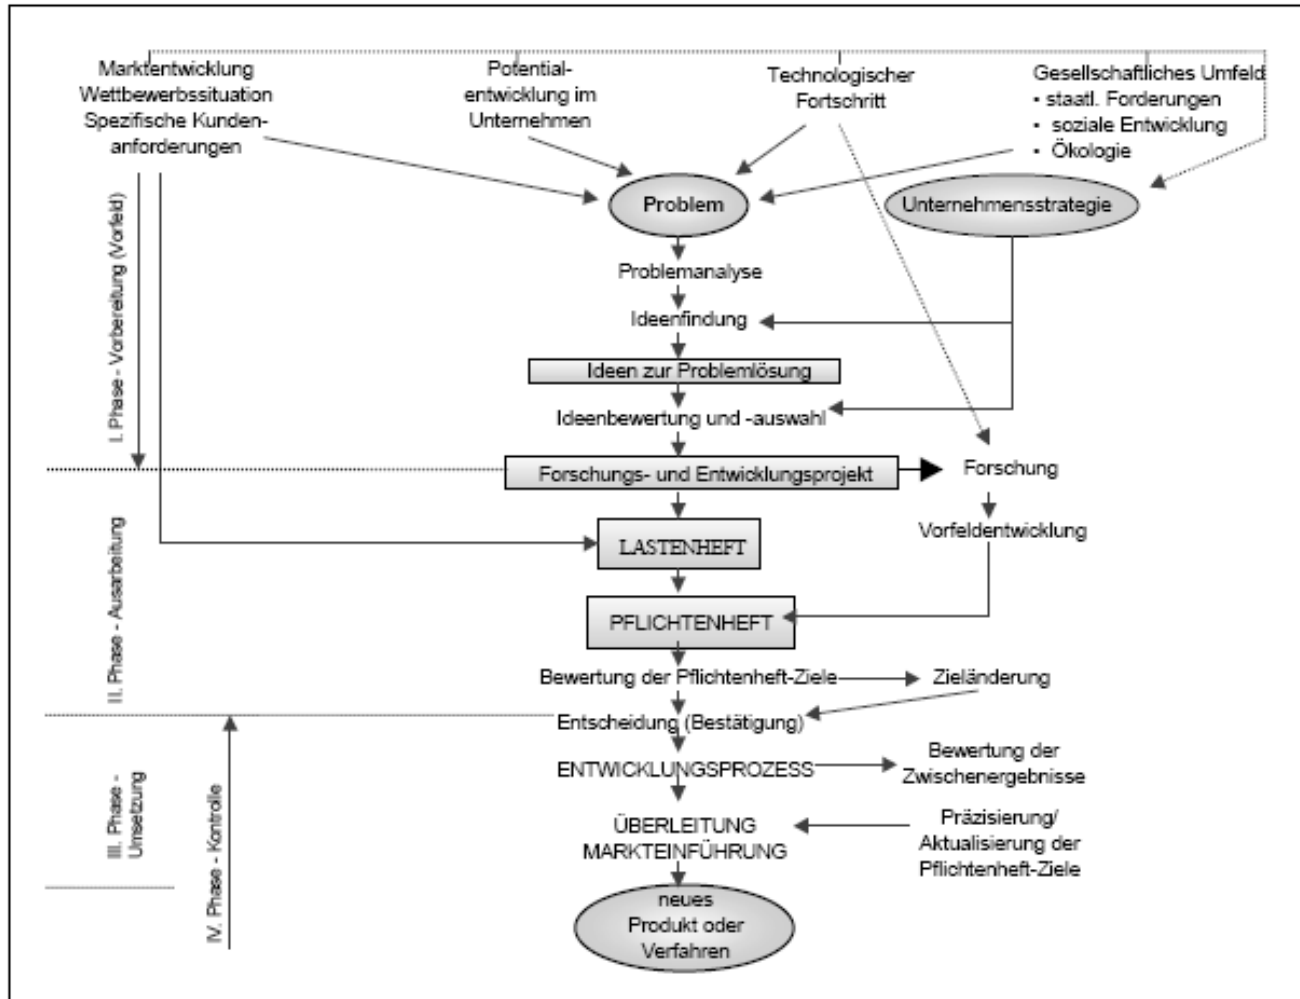 Marktentwicklung
Wettbewerbssituation
Spezifische Kunden-
anforderungen
Potential-
entwicklung im
Unternehmen
Technologischer
Fortschritt
Gesellschaftliches Umfeld
▪ staatl. Forderungen
▪ soziale Entwicklung
▪ Ökologie
Problem
Unternehmensstrategie
Problemanalyse
Ideenfindung
Ideen zur Problemlösung
Ideenbewertung und -auswahl
Forschungs- und Entwicklungsprojekt
Forschung
Vorfeldentwicklung
LASTENHEFT
PFLICHTENHEFT
Bewertung der Pflichtenheft-Ziele
Zieländerung
Entscheidung (Bestätigung)
ENTWICKLUNGSPROZESS
Bewertung der
Zwischenergebnisse
ÜBERLEITUNG
MARKTEINFÜHRUNG
Präzisierung/
Aktualisierung der
Pflichtenheft-Ziele
neues
Produkt oder
Verfahren
I. Phase - Vorbereitung (Vorfeld)
II. Phase - Ausarbeitung
III. Phase -
Umsetzung
IV. Phase - Kontrolle